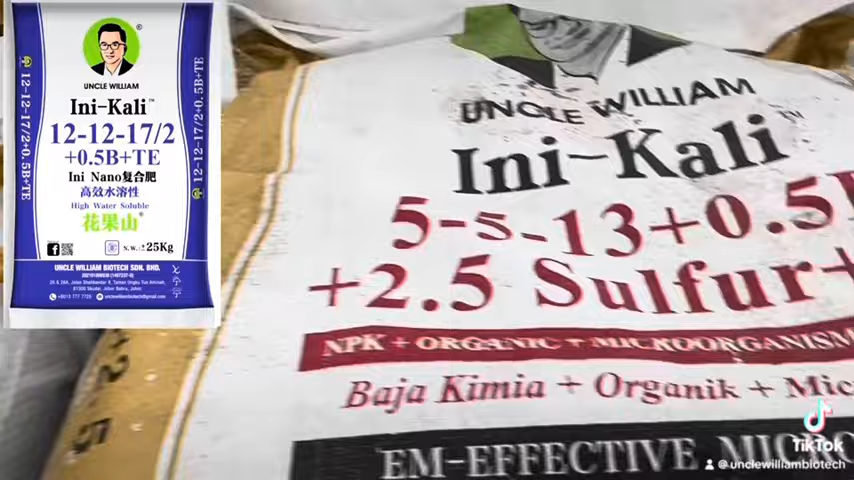 UNCLE WILLIAM
Ini-Kali™
12-12-17/2
+0.5B+TE
Ini Nano复合肥
高效水溶性
High Water Soluble
花果山®
N.W.:±25Kg
UNCLE WILLIAM BIOTECH SDN. BHD.
12-12-17/2+0.5B+TE
12-12-17/2+0.5B+TE
UNCLE WILLIAM
Ini-Kali™
5-5-13+0.5
+2.5 Sulfur+
NPK + ORGANIC + MICROORGANISM
Baja Kimia + Organik + Mic
EM-EFFECTIVE MICRO
TikTok
@unclewilliambiotech